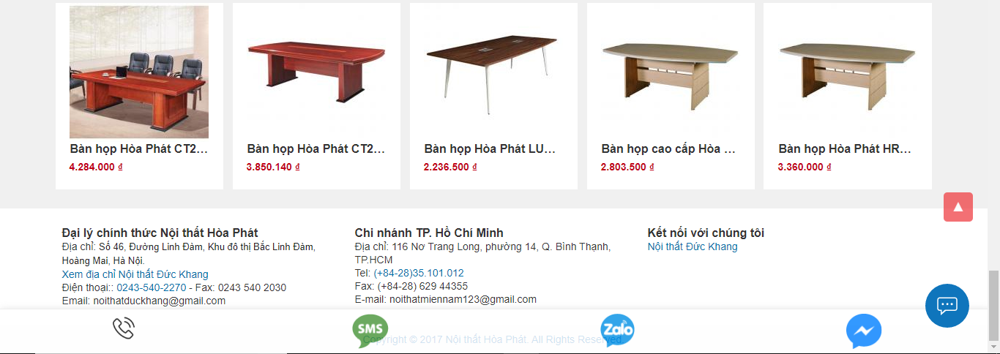 Bàn họp Hòa Phát CT2...
4.284.000 ₫
Bàn họp Hòa Phát CT2...
3.850.140 ₫
Bàn họp Hòa Phát LU...
2.236.500 ₫
Bàn họp cao cấp Hòa ...
2.803.500 ₫
Bàn họp Hòa Phát HR...
3.360.000 ₫
Đại lý chính thức Nội thất Hòa Phát
Địa chỉ: Số 46, Đường Linh Đàm, Khu đô thị Bắc Linh Đàm,
Hoàng Mai, Hà Nội.
Xem địa chỉ Nội thất Đức Khang
Điện thoại:: 0243-540-2270 - Fax: 0243 540 2030
Email: noithatduckhang@gmail.com
Chi nhánh TP. Hồ Chí Minh
Địa chỉ: 116 Nơ Trang Long, phường 14, Q. Bình Thạnh,
TP.HCM
Tel: (+84-28)35.101.012
Fax: (+84-28) 629 44355
E-mail: noithatmiennam123@gmail.com
Kết nối với chúng tôi
Nội thất Đức Khang
SMS
Zalo
Copyright © 2017 Nội thất Hòa Phát. All Rights Reserved.